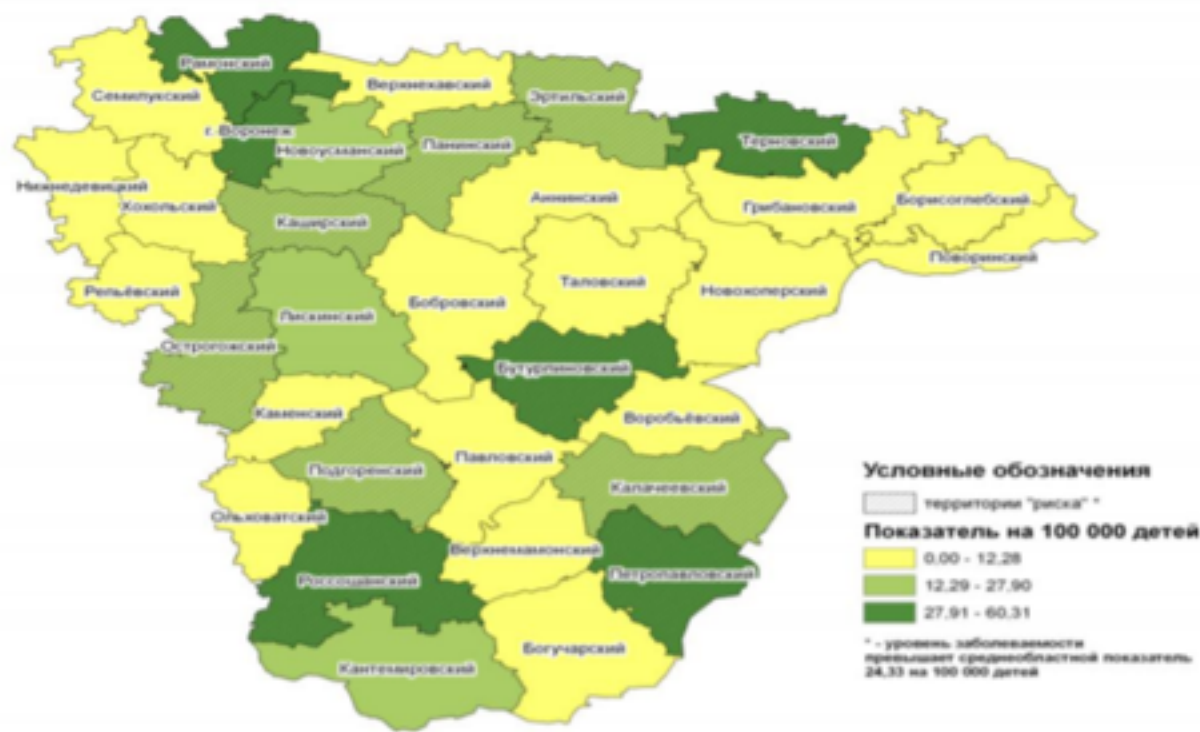 Рамонский
Семилукский
Верхнехавский
Эртильский
г. Воронеж
Новоусманский
Панинский
Терновский
Нижнедевицкий
Хохольский
Каширский
Аннинский
Грибановский
Борисоглебский
Поворинский
Репьёвский
Лискинский
Бобровский
Таловский
Новохоперский
Острогожский
Бутурлиновский
Каменский
Воробьёвский
Подгоренский
Павловский
Калачеевский
Ольховатский
Верхнемамонский
Россошанский
Петропавловский
Кантемировский
Богучарский
Условные обозначения
территории "риска" *
Показатель на 100 000 детей
0,00 - 12,28
12,29 - 27,90
27,91 - 60,31
* - уровень заболеваемости
превышает среднеобластной показатель
24,33 на 100 000 детей